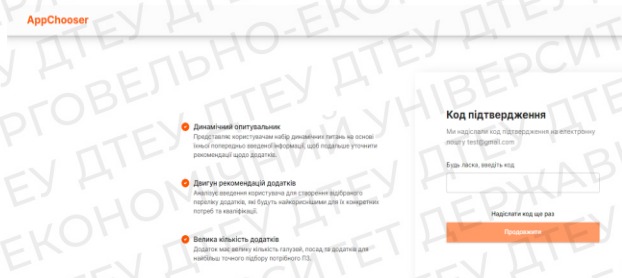 AppChooser
Динамічний опитувальник
Представляє користувачам набір динамічних питань на основі
їхньої попередньо введеної інформації, щоб подальше уточнити
рекомендації щодо додатків.
Двигун рекомендацій додатків
Аналізує введення користувача для створення відібраного
переліку додатків, які будуть найкориснішими для їх конкретних
потреб та кваліфікації.
Велика кількість додатків
Додаток має велику кількість галузей, посад та додатків для
найбільш точного підбору потрібного ПЗ.
Код підтвердження
Ми надіслали код підтвердження на електронну
пошту test@gmail.com
Будь ласка, введіть код
Надіслати код ще раз
Продовжити